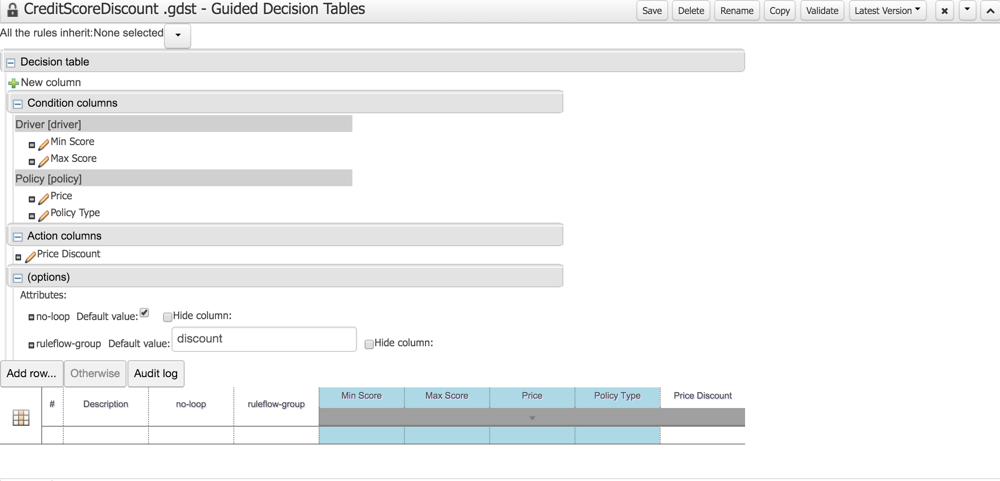 CreditScoreDiscount .gdst - Guided Decision Tables
Save Delete Rename Copy Validate Latest Version
All the rules inherit:None selected
Decision table
New column
Condition columns
Driver [driver]
Min Score
Max Score
Policy [policy]
Price
Policy Type
Action columns
Price Discount
(options)
Attributes:
no-loop Default value: Hide column:
ruleflow-group Default value: discount Hide column:
Add row... Otherwise Audit log
# Description no-loop ruleflow-group Min Score Max Score Price Policy Type Price Discount